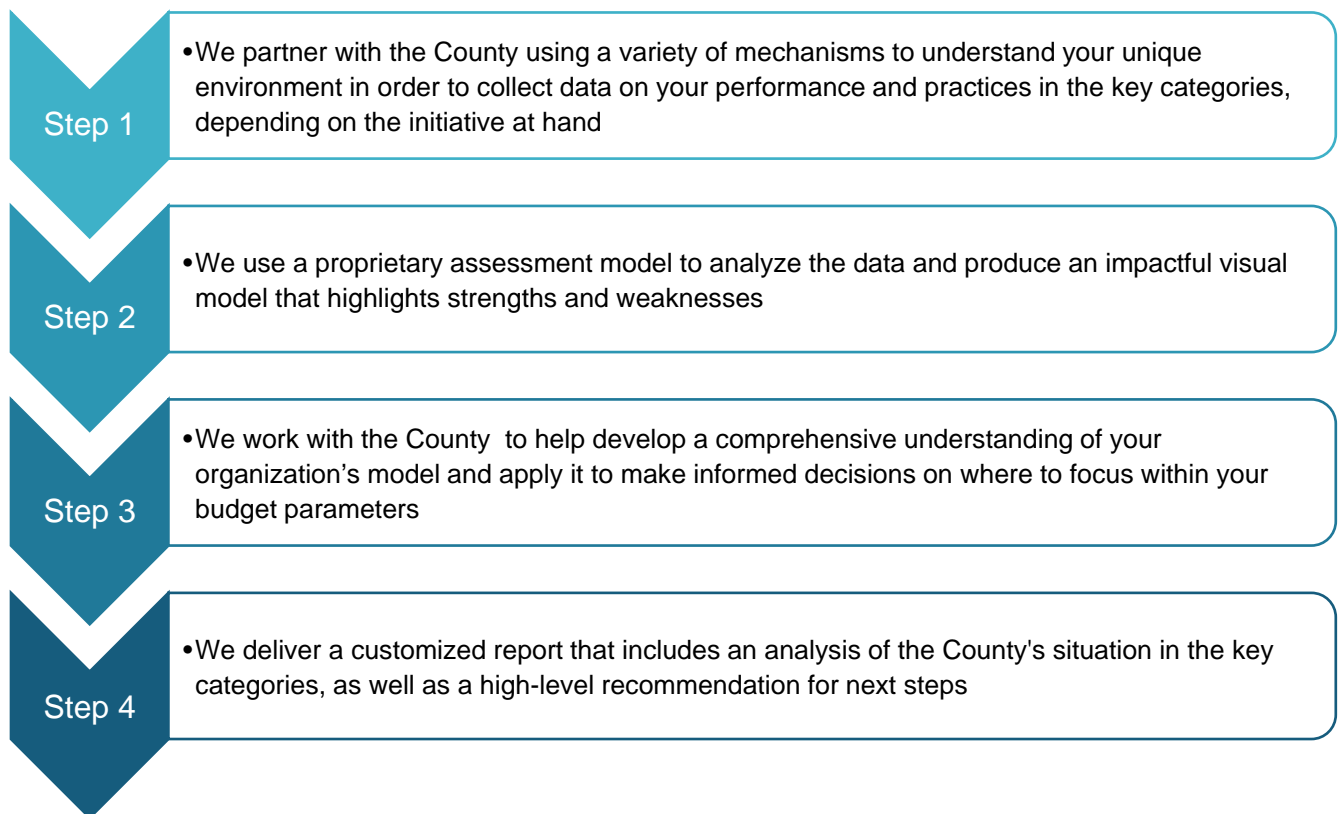 Step 1
•We partner with the County using a variety of mechanisms to understand your unique
environment in order to collect data on your performance and practices in the key categories,
depending on the initiative at hand
Step 2
•We use a proprietary assessment model to analyze the data and produce an impactful visual
model that highlights strengths and weaknesses
Step 3
•We work with the County  to help develop a comprehensive understanding of your
organization’s model and apply it to make informed decisions on where to focus within your
budget parameters
Step 4
•We deliver a customized report that includes an analysis of the County's situation in the key
categories, as well as a high-level recommendation for next steps